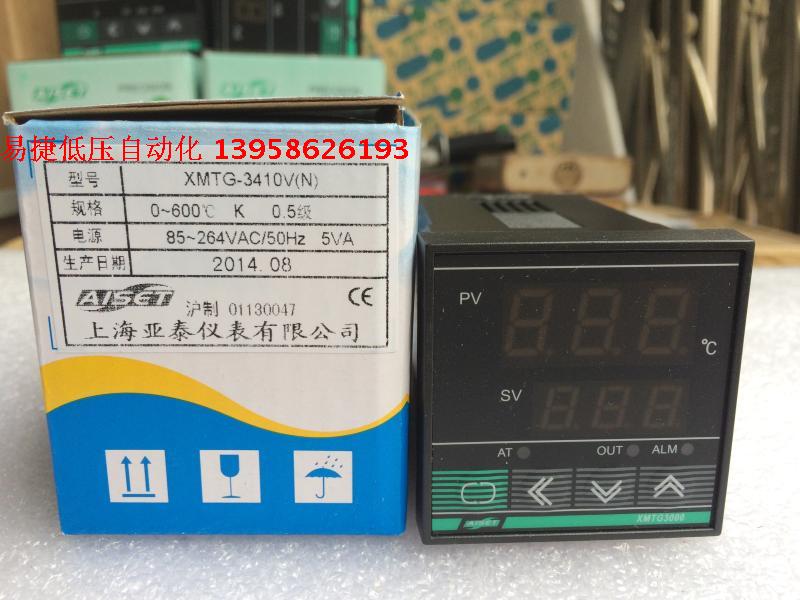 AISET
AISET
易捷低压自动化 13958626193
型号 XMTG-3410V(N)
规格 0~600℃ K 0.5级
电源 85~264VAC/50Hz 5VA
生产日期 2014.08
AISET 沪制 01130047 CE
上海亚泰仪表有限公司
PV
℃
SV
AT OUT ALM
AISET XMTG3000